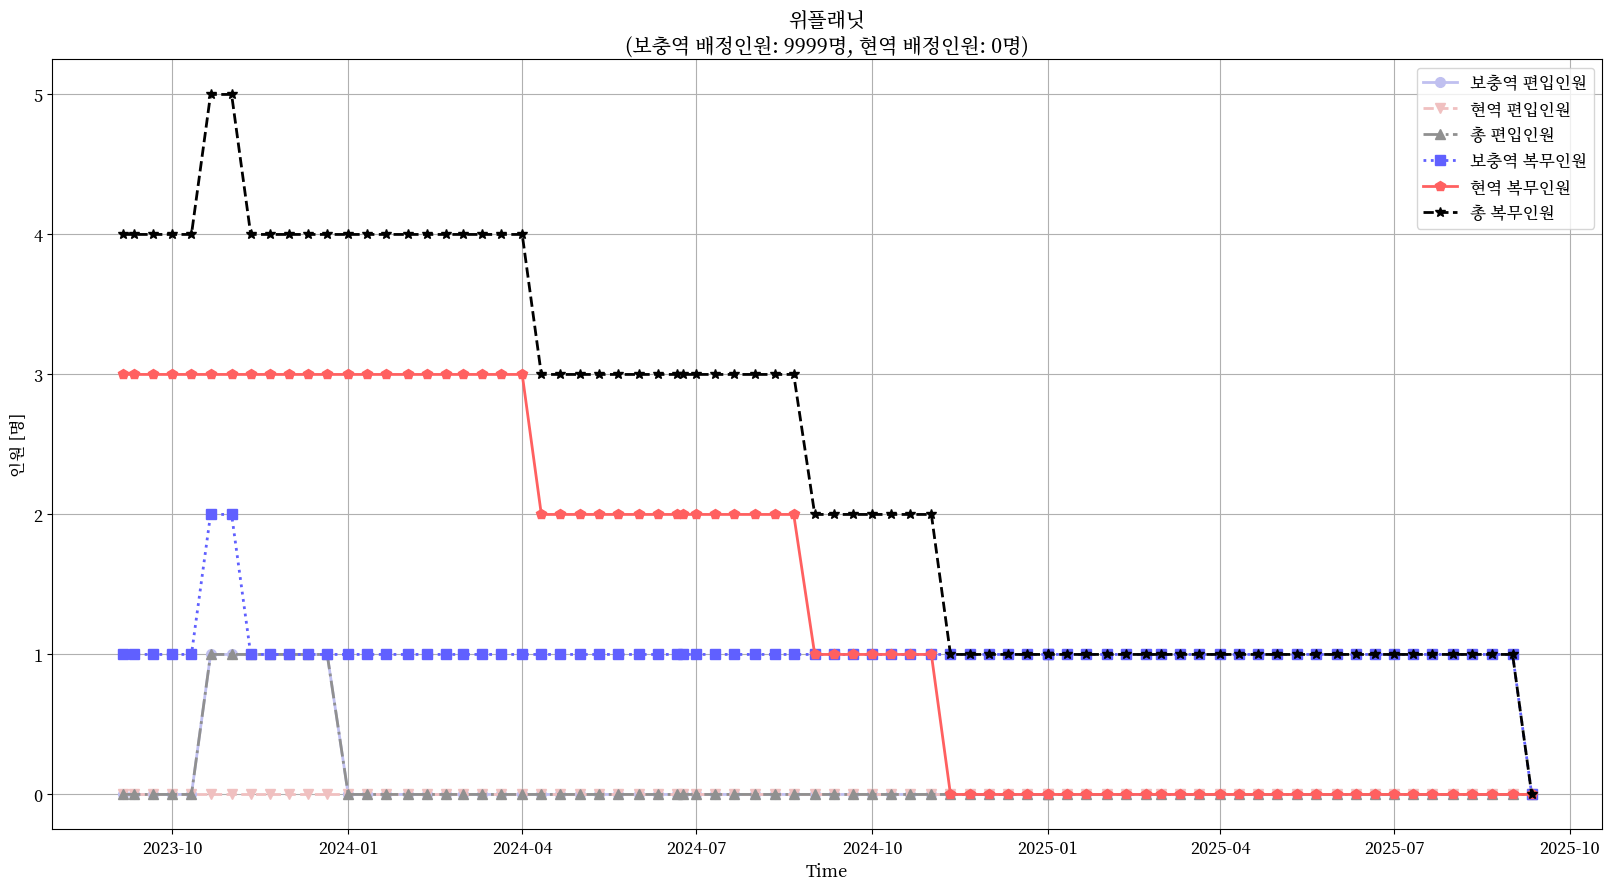 위플래닛
(보충역 배정인원: 9999명, 현역 배정인원: 0명)
보충역 편입인원
현역 편입인원
총 편입인원
보충역 복무인원
현역 복무인원
총 복무인원
인원 [명]
5
4
3
2
1
0
2023-10 2024-01 2024-04 2024-07 2024-10 2025-01 2025-04 2025-07 2025-10
Time